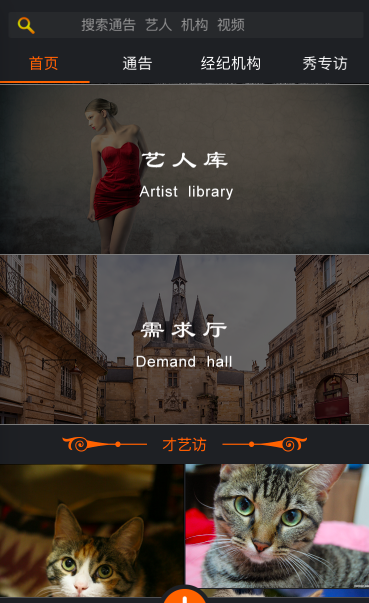 搜索通告 艺人 机构 视频
首页 通告 经纪机构 秀专访
艺人库
Artist library
需求厅
Demand hall
才艺访